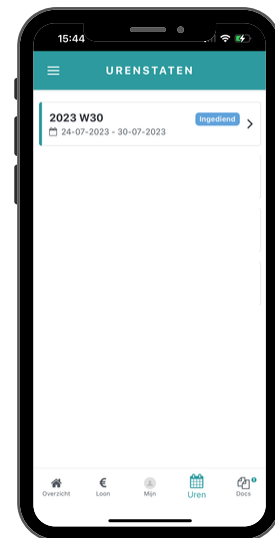 15:44
URENSTATEN
2023 W30
Ingediend
24-07-2023 - 30-07-2023
Overzicht
Loon
Mijn
Uren
Docs